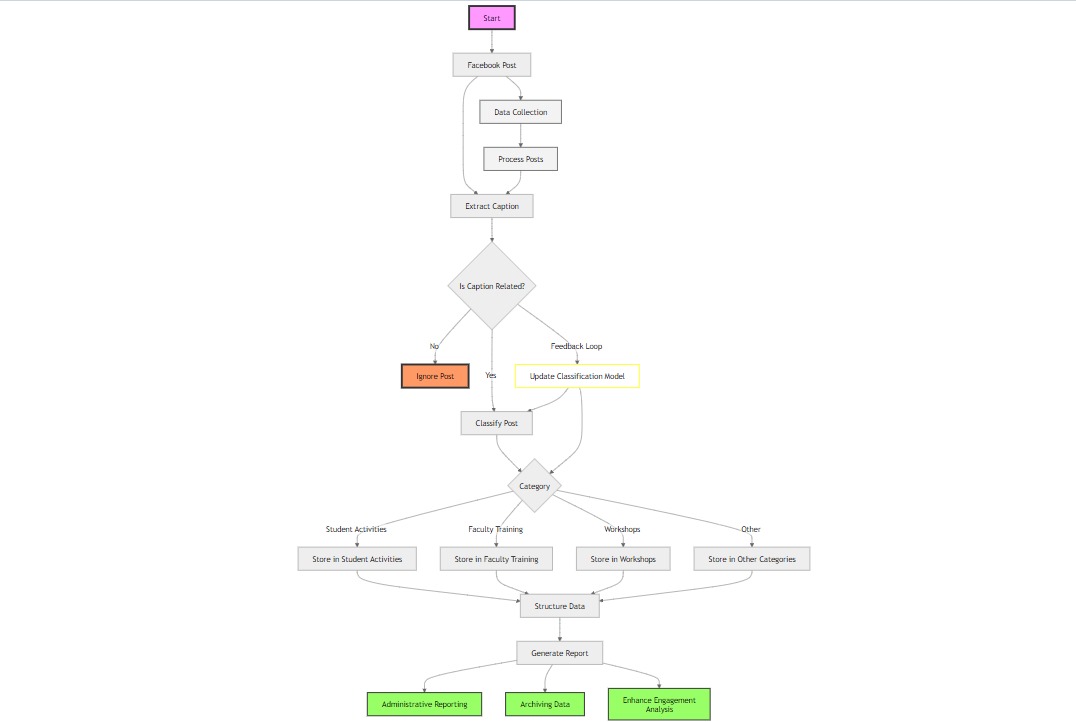 Start
Facebook Post
Data Collection
Process Posts
Extract Caption
Is Caption Related?
No
Feedback Loop
Ignore Post
Yes
Update Classification Model
Classify Post
Category
Student Activities
Faculty Training
Workshops
Other
Store in Student Activities
Store in Faculty Training
Store in Workshops
Store in Other Categories
Structure Data
Generate Report
Administrative Reporting
Archiving Data
Enhance Engagement
Analysis